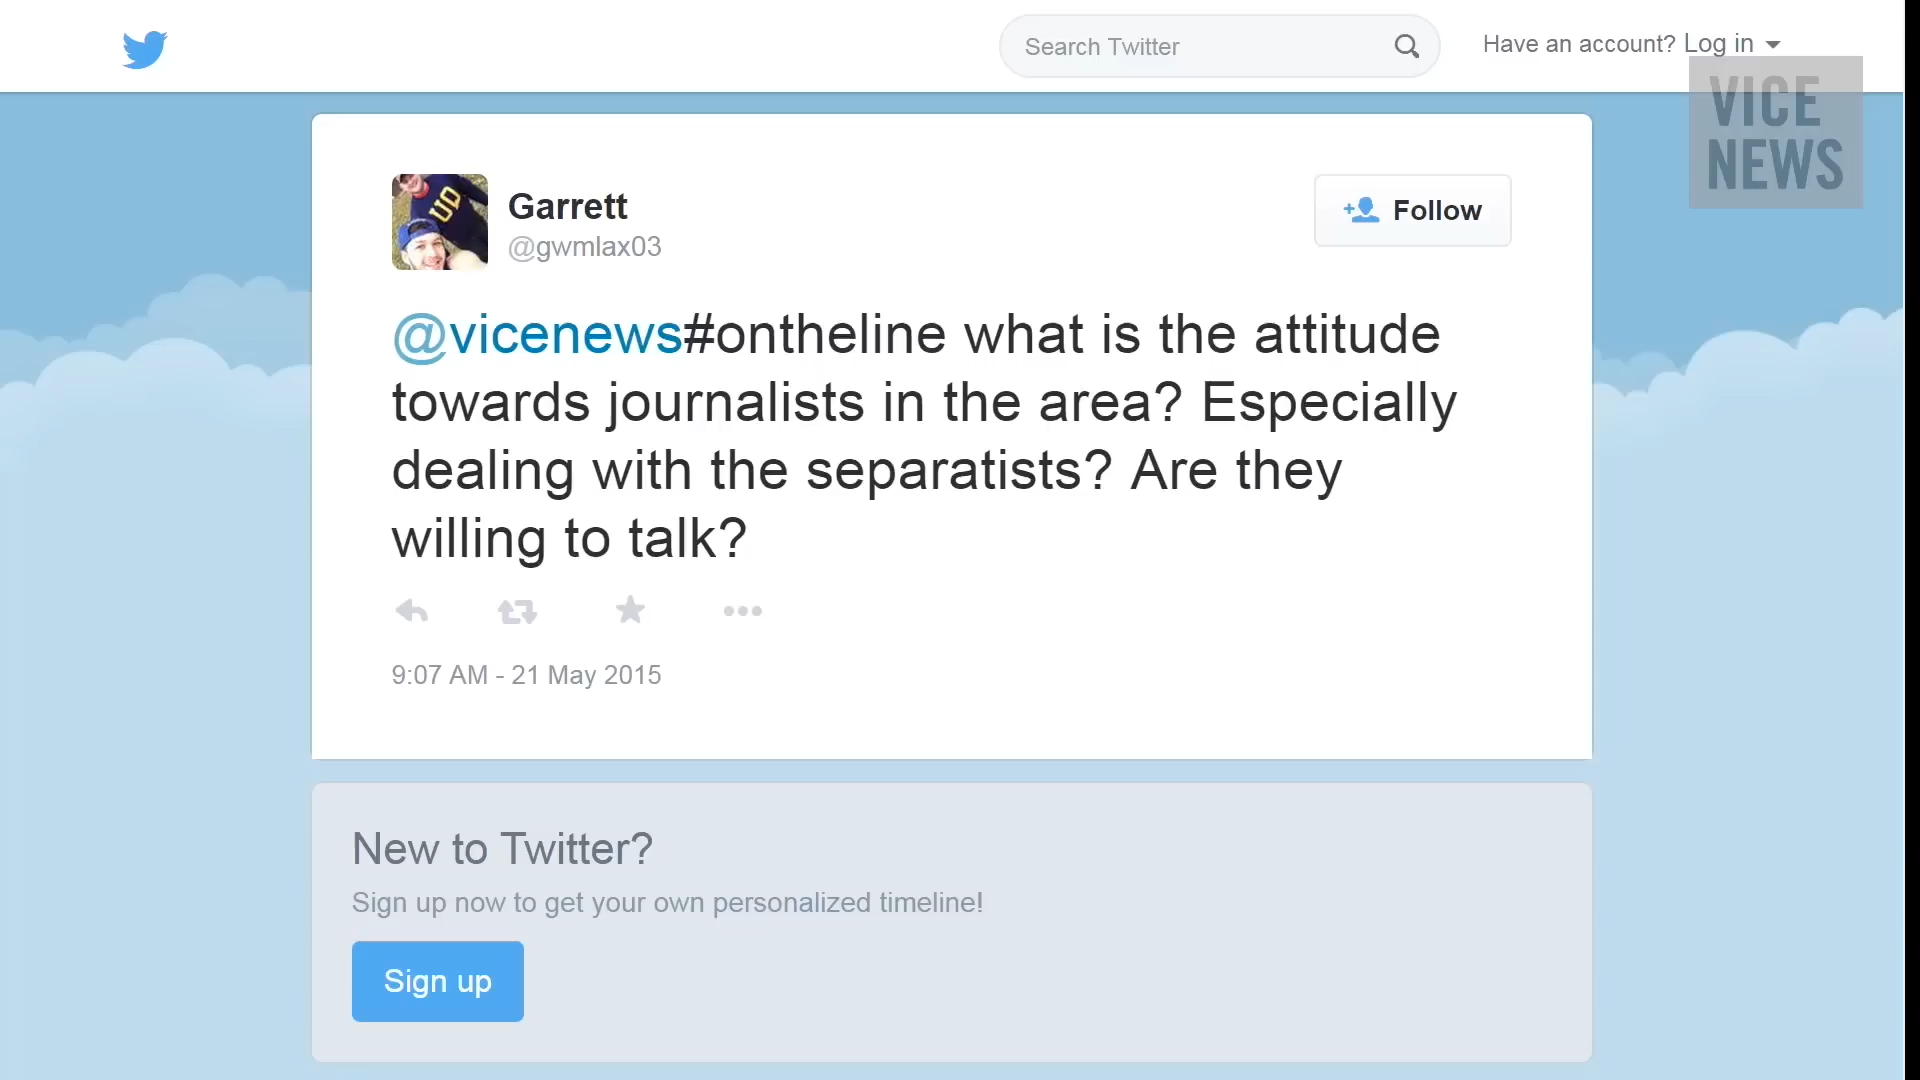 Search Twitter
Have an account? Log in
VICE
NEWS
UD
Garrett
@gwmlax03
Follow
@vicenews#ontheline what is the attitude
towards journalists in the area? Especially
dealing with the separatists? Are they
willing to talk?
9:07 AM - 21 May 2015
New to Twitter?
Sign up now to get your own personalized timeline!
Sign up